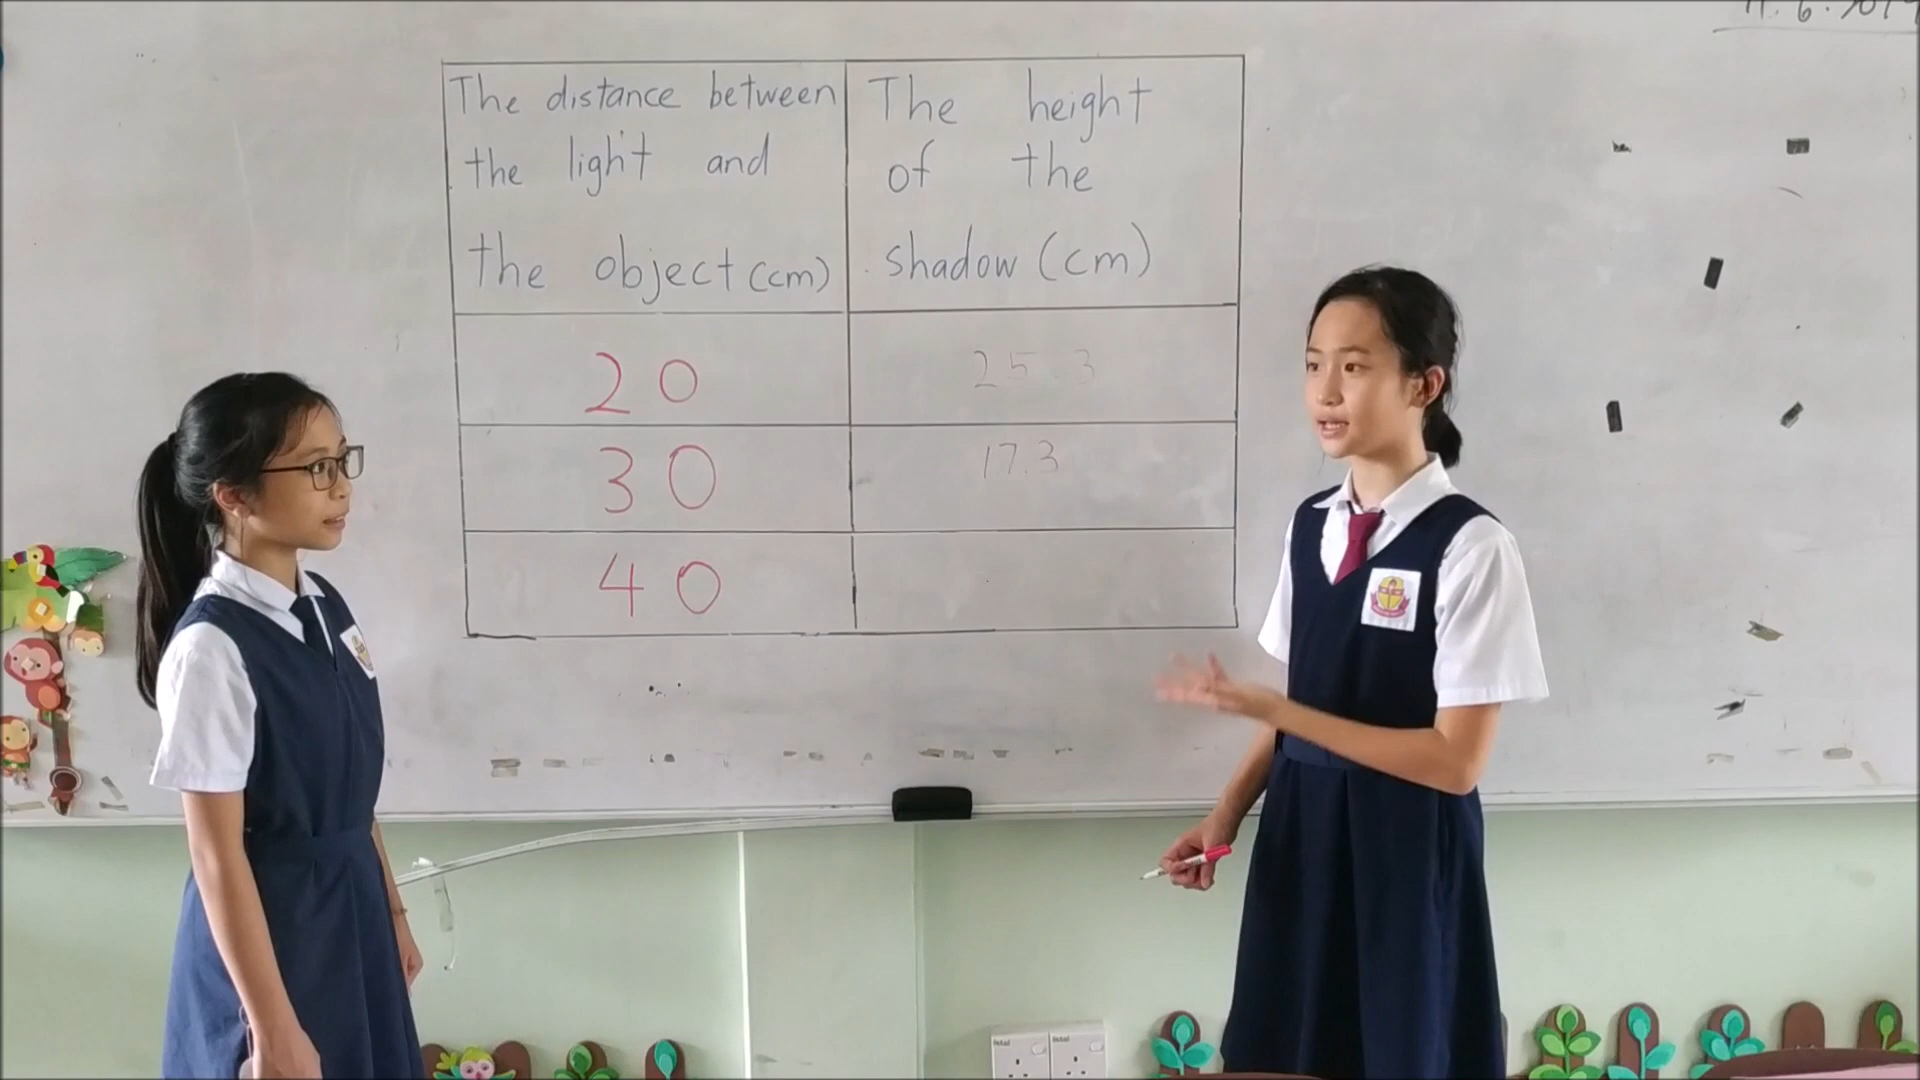 The distance between
the light and
the object (cm)
The height
of the
shadow (cm)
20
25.3
30
17.3
40